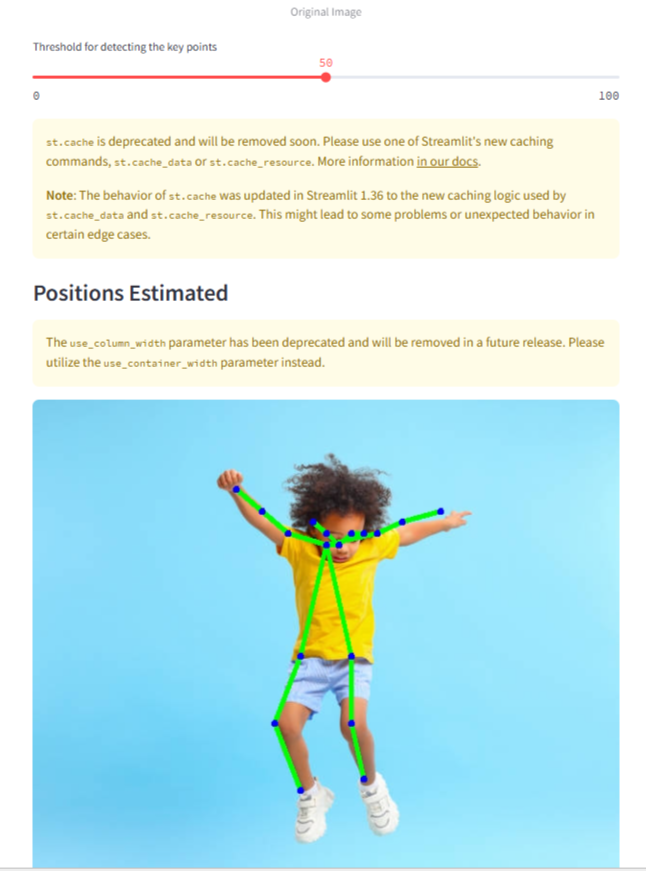 Original Image
Threshold for detecting the key points
50
0
100
st.cache is deprecated and will be removed soon. Please use one of Streamlit's new caching
commands, st.cache_data or st.cache_resource. More information in our docs.
Note: The behavior of st.cache was updated in Streamlit 1.36 to the new caching logic used by
st.cache_data and st.cache_resource. This might lead to some problems or unexpected behavior in
certain edge cases.
Positions Estimated
The use_column_width parameter has been deprecated and will be removed in a future release. Please
utilize the use_container_width parameter instead.